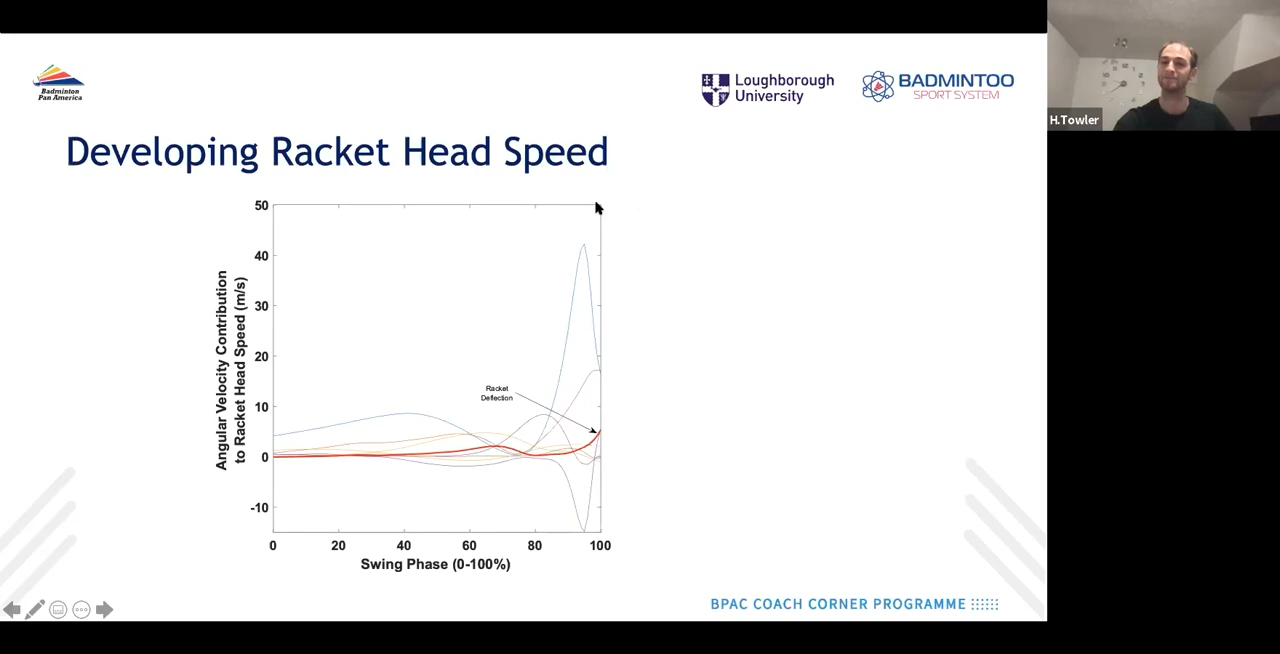 Badminton
Pan America
Loughborough
University
BADMINTOO
SPORT SYSTEM
H.Towler
Developing Racket Head Speed
Angular Velocity Contribution
to Racket Head Speed (m/s)
50
40
30
20
10
0
-10
Racket
Deflection
0 20 40 60 80 100
Swing Phase (0-100%)
BPAC COACH CORNER PROGRAMME